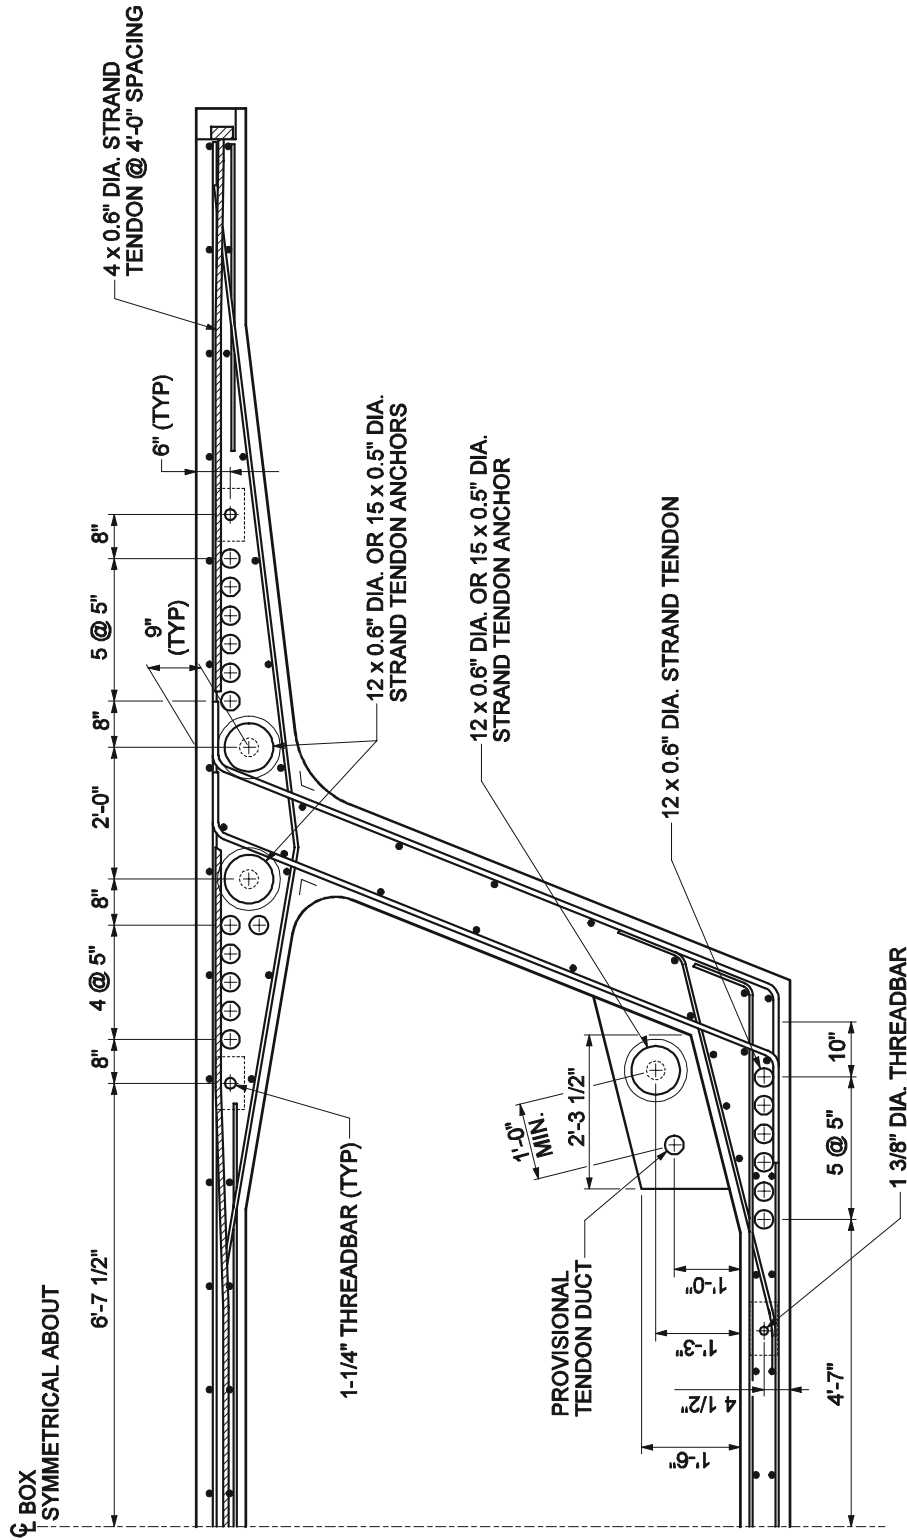 ℄ BOX
SYMMETRICAL ABOUT
6'-7 1/2"
8"
4 @ 5"
8"
2'-0"
8"
5 @ 5"
8"
9"
(TYP)
6" (TYP)
4 x 0.6" DIA. STRAND
TENDON @ 4'-0" SPACING
1-1/4" THREADBAR (TYP)
12 x 0.6" DIA. OR 15 x 0.5" DIA.
STRAND TENDON ANCHORS
12 x 0.6" DIA. OR 15 x 0.5" DIA.
STRAND TENDON ANCHOR
12 x 0.6" DIA. STRAND TENDON
1'-0"
MIN.
2'-3 1/2"
PROVISIONAL
TENDON DUCT
1'-0"
1'-3"
4 1/2"
1'-6"
4'-7"
5 @ 5"
10"
1 3/8" DIA. THREADBAR